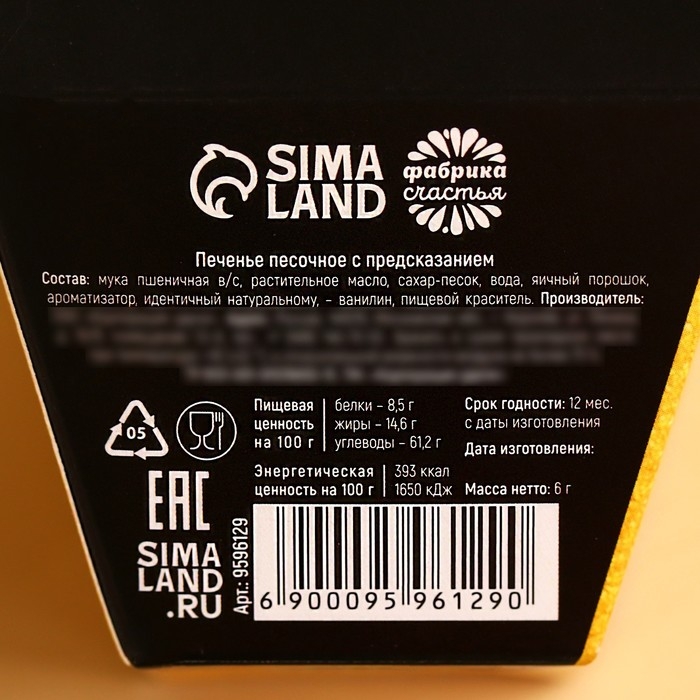 SIMA
LAND
фабрика
счастья
Печенье песочное с предсказанием
Состав: мука пшеничная в/с, растительное масло, сахар-песок, вода, яичный порошок,
ароматизатор, идентичный натуральному, – ванилин, пищевой краситель. Производитель:
Пищевая ценность на 100 г
белки – 8,5 г
жиры – 14,6 г
углеводы – 61,2 г
Срок годности: 12 мес.
с даты изготовления
Дата изготовления:
Энергетическая ценность на 100 г
393 ккал
1650 кДж
Масса нетто: 6 г
05
EAC
SIMA
LAND
.RU
Арт.: 9596129
6 900095 961290